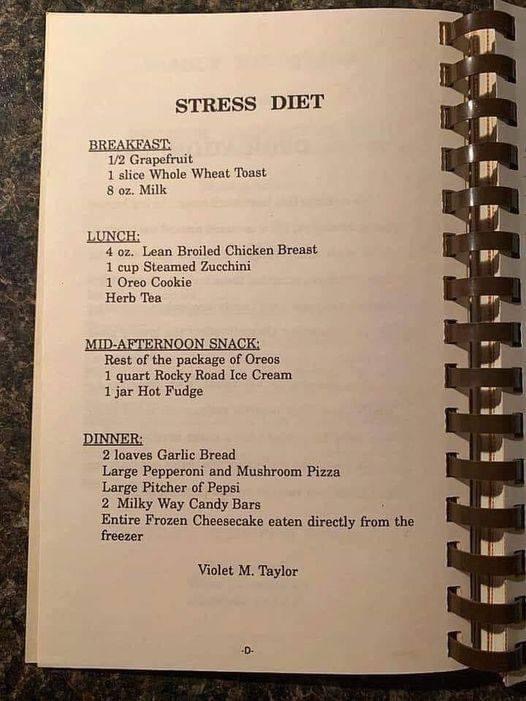 STRESS DIET
BREAKFAST:
1/2 Grapefruit
1 slice Whole Wheat Toast
8 oz. Milk
LUNCH:
4 oz. Lean Broiled Chicken Breast
1 cup Steamed Zucchini
1 Oreo Cookie
Herb Tea
MID-AFTERNOON SNACK:
Rest of the package of Oreos
1 quart Rocky Road Ice Cream
1 jar Hot Fudge
DINNER:
2 loaves Garlic Bread
Large Pepperoni and Mushroom Pizza
Large Pitcher of Pepsi
2 Milky Way Candy Bars
Entire Frozen Cheesecake eaten directly from the
freezer
Violet M. Taylor
-D-